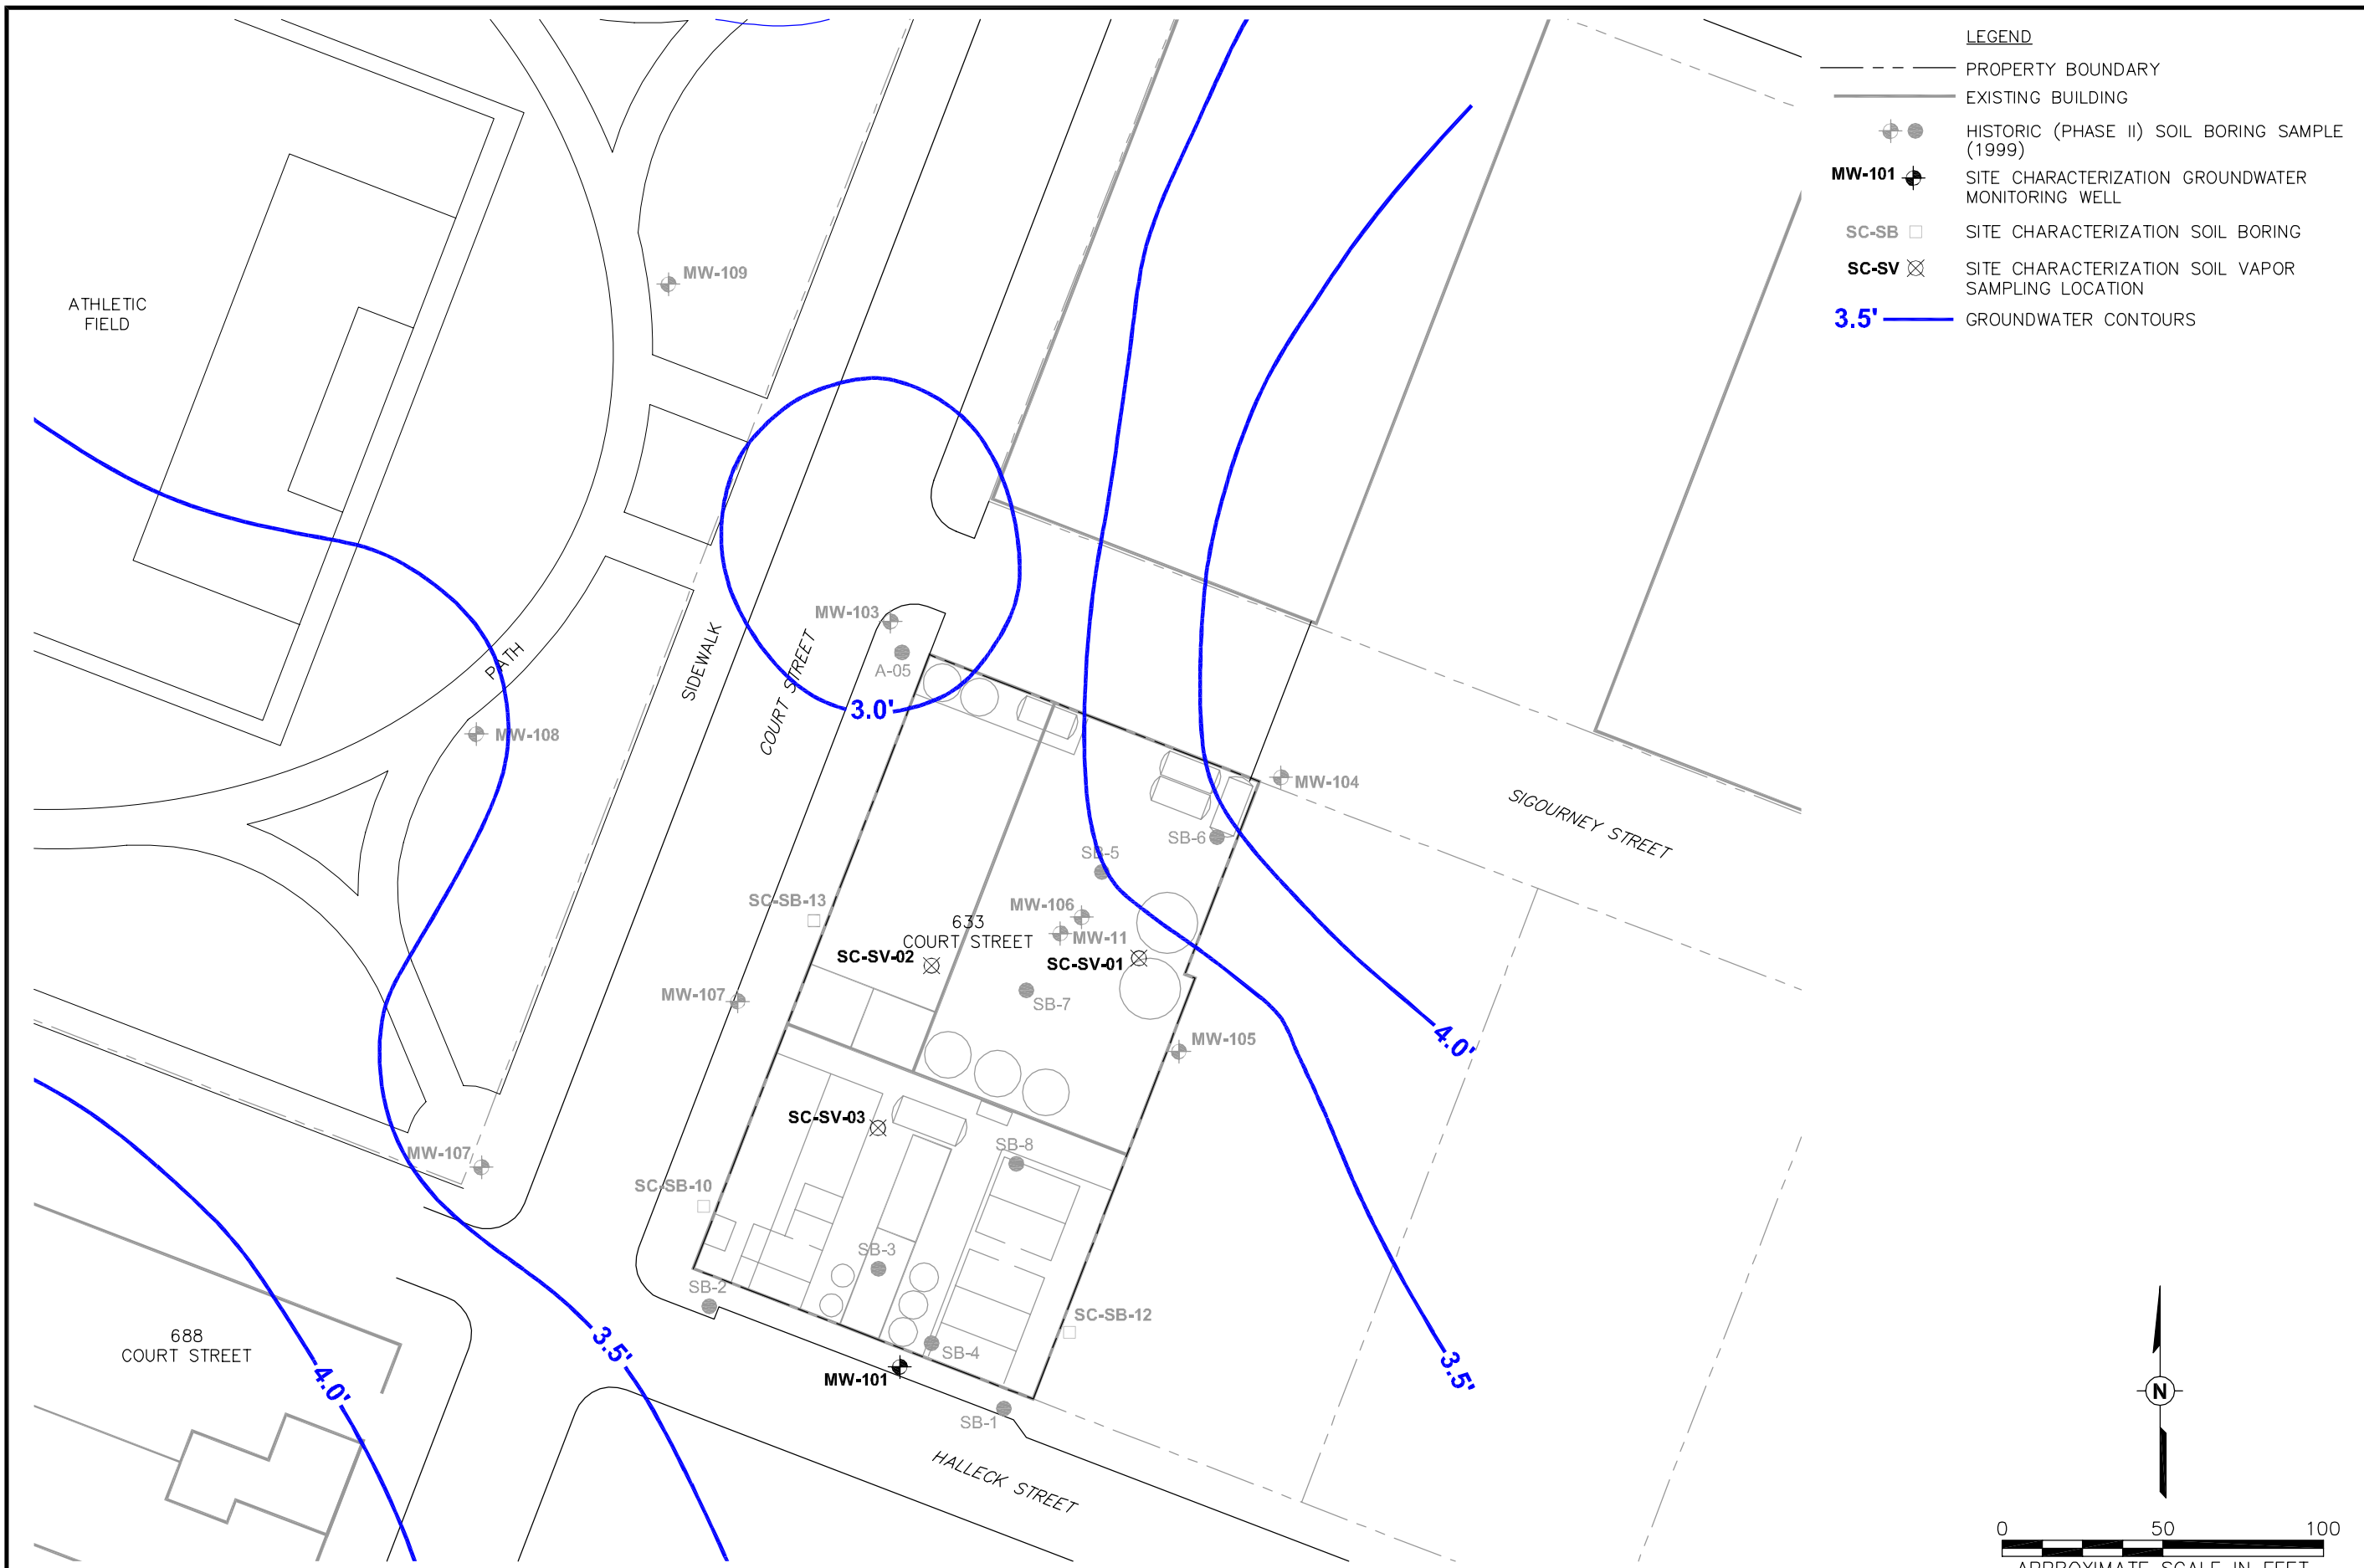 LEGEND
PROPERTY BOUNDARY
EXISTING BUILDING
HISTORIC (PHASE II) SOIL BORING SAMPLE
(1999)
MW-101
SITE CHARACTERIZATION GROUNDWATER
MONITORING WELL
SC-SB
SITE CHARACTERIZATION SOIL BORING
SC-SV
SITE CHARACTERIZATION SOIL VAPOR
SAMPLING LOCATION
3.5'
GROUNDWATER CONTOURS
MW-109
ATHLETIC
FIELD
MW-103
A-05
SIDEWALK
COURT STREET
PATH
3.0'
MW-108
MW-104
SIGOURNEY STREET
SB-6
SB-5
SC-SB-13
MW-106
633
COURT STREET
MW-11
SC-SV-02
SC-SV-01
MW-107
SB-7
MW-105
4.0'
SC-SV-03
SB-8
MW-107
SC-SB-10
SB-3
SB-2
SC-SB-12
688
COURT STREET
3.5'
SB-4
3.5'
4.0'
MW-101
SB-1
HALLECK STREET
N
0 50 100
APPROXIMATE SCALE IN FEET